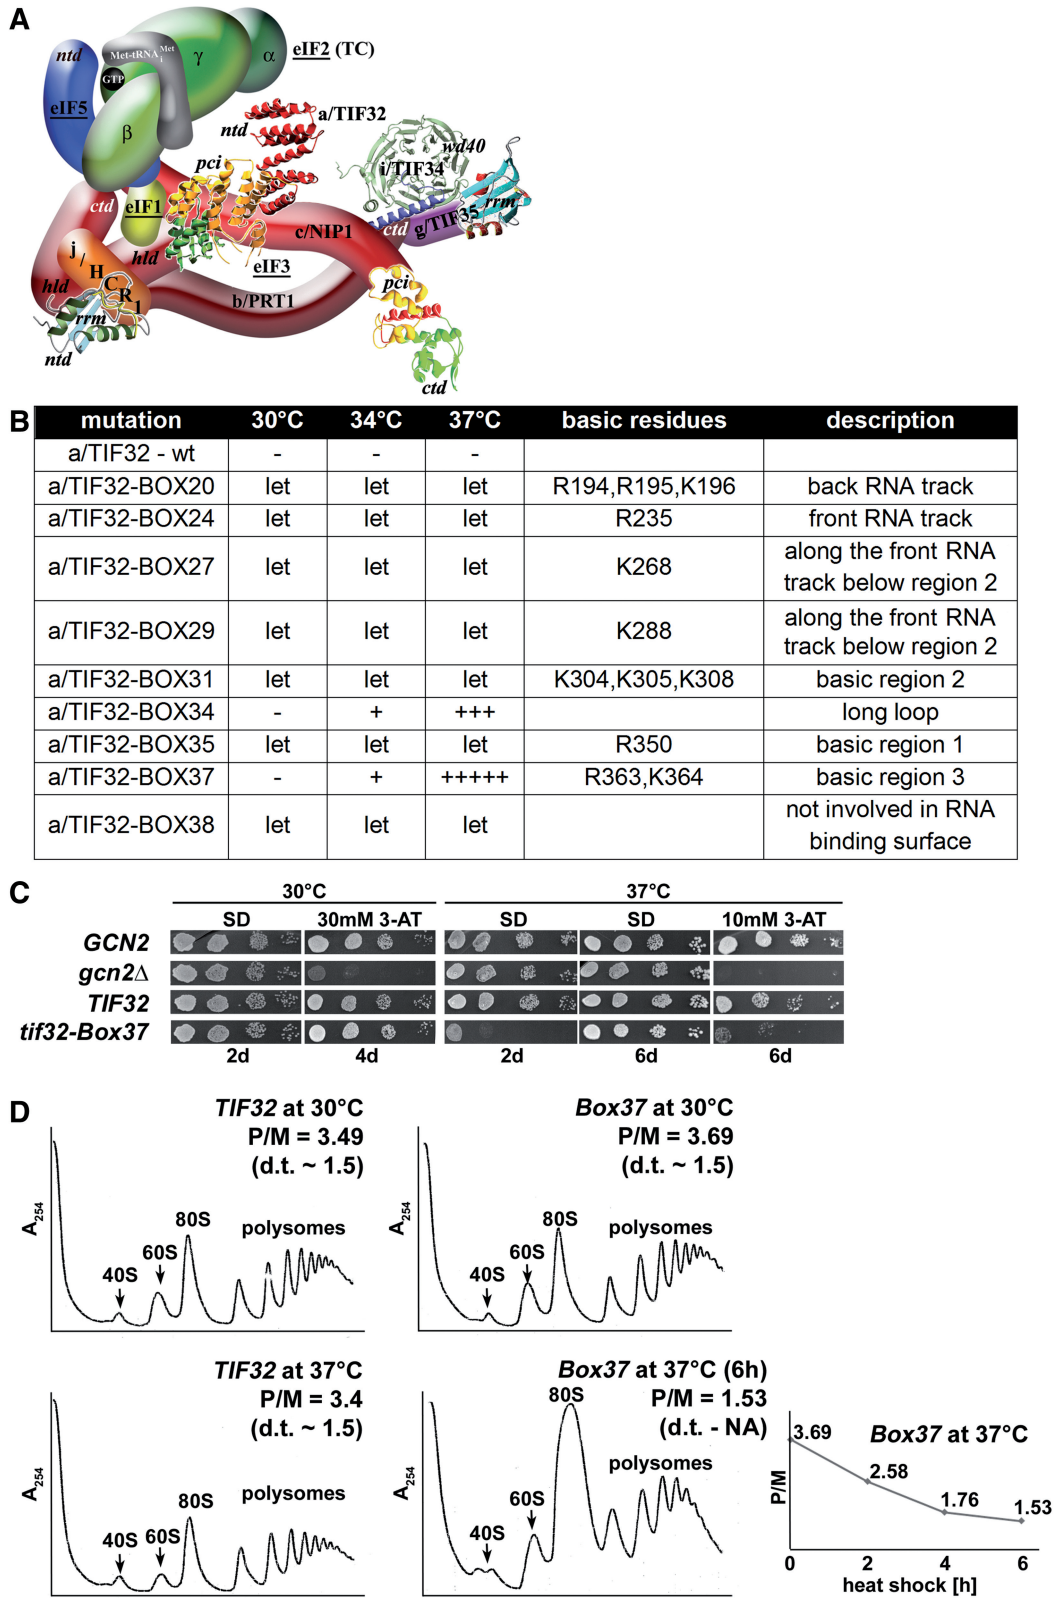 A
ntd
Met-tRNAiMet
GTP
γ
α
eIF2 (TC)
eIF5
β
ntd
a/TIF32
pci
wd40
i/TIF34
rrm
ctd
eIF1
hld
c/NIP1
ctd
g/TIF35
j/HCR1
eIF3
hld
b/PRT1
pci
rrm
ntd
ctd
B
mutation 30°C 34°C 37°C basic residues description
a/TIF32 - wt - - -
a/TIF32-BOX20 let let let R194,R195,K196 back RNA track
a/TIF32-BOX24 let let let R235 front RNA track
a/TIF32-BOX27 let let let K268 along the front RNA
track below region 2
a/TIF32-BOX29 let let let K288 along the front RNA
track below region 2
a/TIF32-BOX31 let let let K304,K305,K308 basic region 2
a/TIF32-BOX34 - + +++ long loop
a/TIF32-BOX35 let let let R350 basic region 1
a/TIF32-BOX37 - + +++++ R363,K364 basic region 3
a/TIF32-BOX38 let let let not involved in RNA
binding surface
C
30°C 37°C
SD 30mM 3-AT SD SD 10mM 3-AT
GCN2
gcn2Δ
TIF32
tif32-Box37
2d 4d 2d 6d 6d
D
TIF32 at 30°C
P/M = 3.49
(d.t. ~ 1.5)
A254
40S
60S
80S
polysomes
Box37 at 30°C
P/M = 3.69
(d.t. ~ 1.5)
A254
40S
60S
80S
polysomes
TIF32 at 37°C
P/M = 3.4
(d.t. ~ 1.5)
A254
40S
60S
80S
polysomes
Box37 at 37°C (6h)
P/M = 1.53
(d.t. - NA)
A254
40S
60S
80S
polysomes
Box37 at 37°C
P/M
3.69
2.58
1.76
1.53
0 2 4 6
heat shock [h]